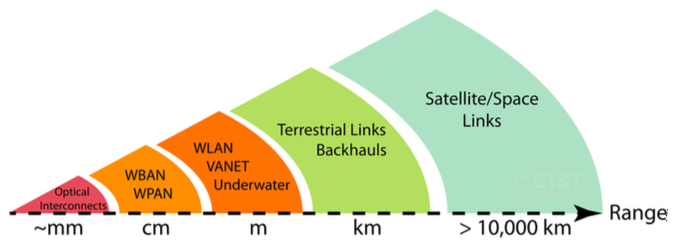 Satellite/Space
Links
Terrestrial Links
Backhauls
WLAN
VANET
Underwater
WBAN
WPAN
Optical
Interconnects
~mm
cm
m
km
> 10,000 km
Range
CT&T